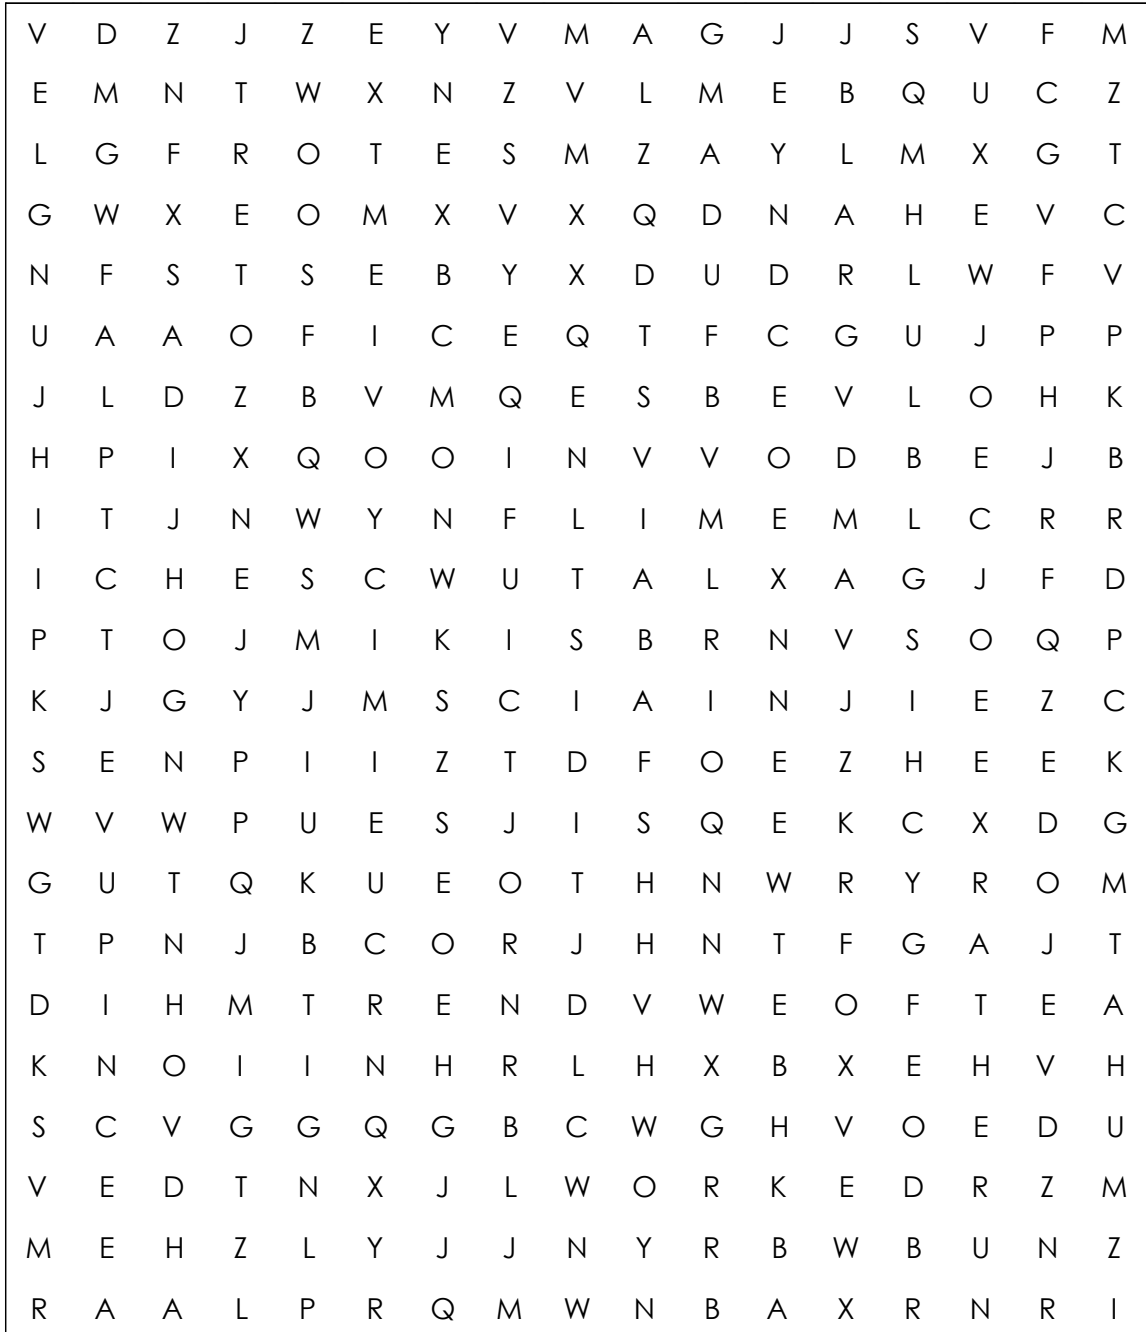 V D Z J Z E Y V M A G J J S V F M
E M N T W X N Z V L M E B Q U C Z
L G F R O T E S M Z A Y L M X G T
G W X E O M X V X Q D N A H E V C
N F S T S E B Y X D U D R L W F V
U A A O F I C E Q T F C G U J P P
J L D Z B V M Q E S B E V L O H K
H P I X Q O O I N V V O D B E J B
I T J N W Y N F L I M E M L C R R
I C H E S C W U T A L X A G J F D
P T O J M I K I S B R N V S O Q P
K J G Y J M S C I A I N J I E Z C
S E N P I I Z T D F O E Z H E E K
W V W P U E S J I S Q E K C X D G
G U T Q K U E O T H N W R Y R O M
T P N J B C O R J H N T F G A J T
D I H M T R E N D V W E O F T E A
K N O I I N H R L H X B X E H V H
S C V G G Q G B C W G H V O E D U
V E D T N X J L W O R K E D R Z M
M E H Z L Y J J N Y R B W B U N Z
R A A L P R Q M W N B A X R N R I